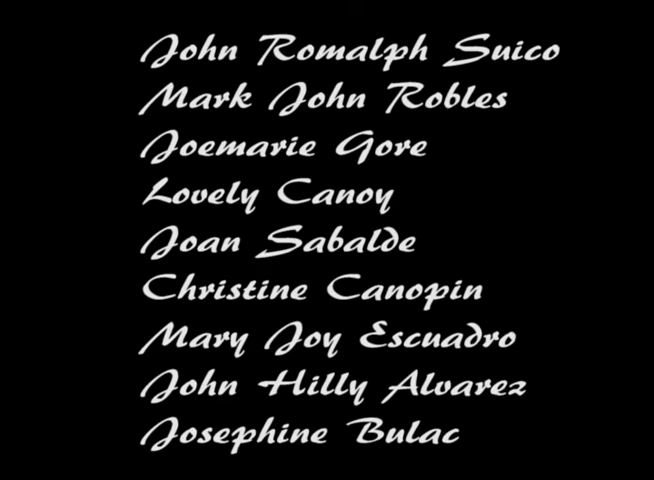 John Romalph Suico
Mark John Robles
Joemarie Gore
Lovely Canoy
Joan Sabalde
Christine Canopin
Mary Joy Escuadro
John Hilly Alvarez
Josephine Bulac